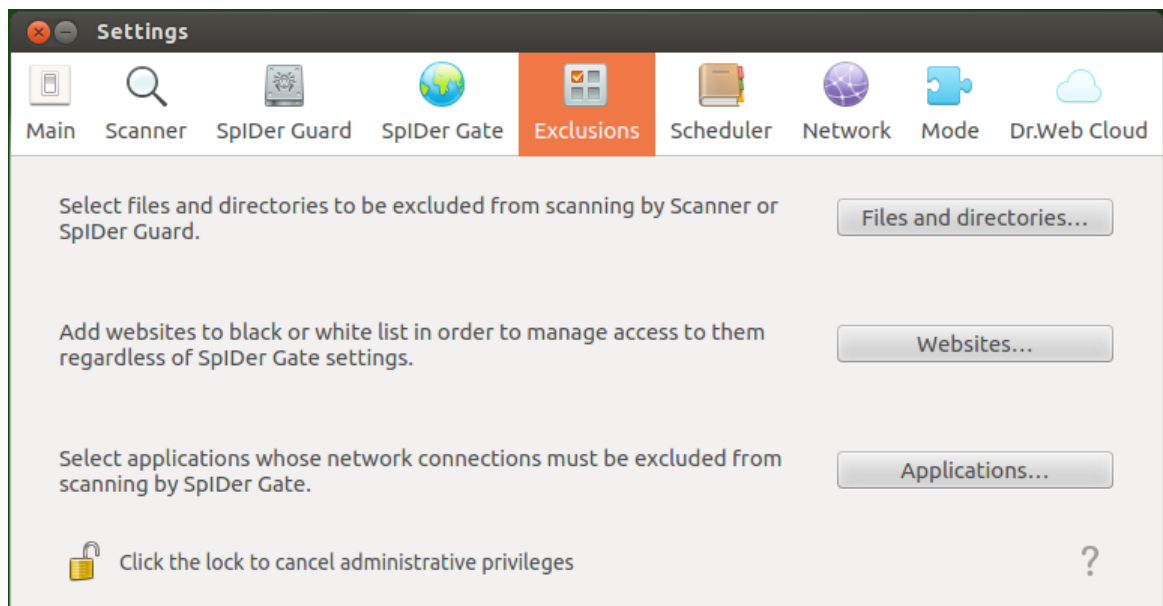 Settings
Main Scanner SpIDer Guard SpIDer Gate Exclusions Scheduler Network Mode Dr.Web Cloud
Select files and directories to be excluded from scanning by Scanner or
SpIDer Guard.
Files and directories...
Add websites to black or white list in order to manage access to them
regardless of SpIDer Gate settings.
Websites...
Select applications whose network connections must be excluded from
scanning by SpIDer Gate.
Applications...
Click the lock to cancel administrative privileges
?